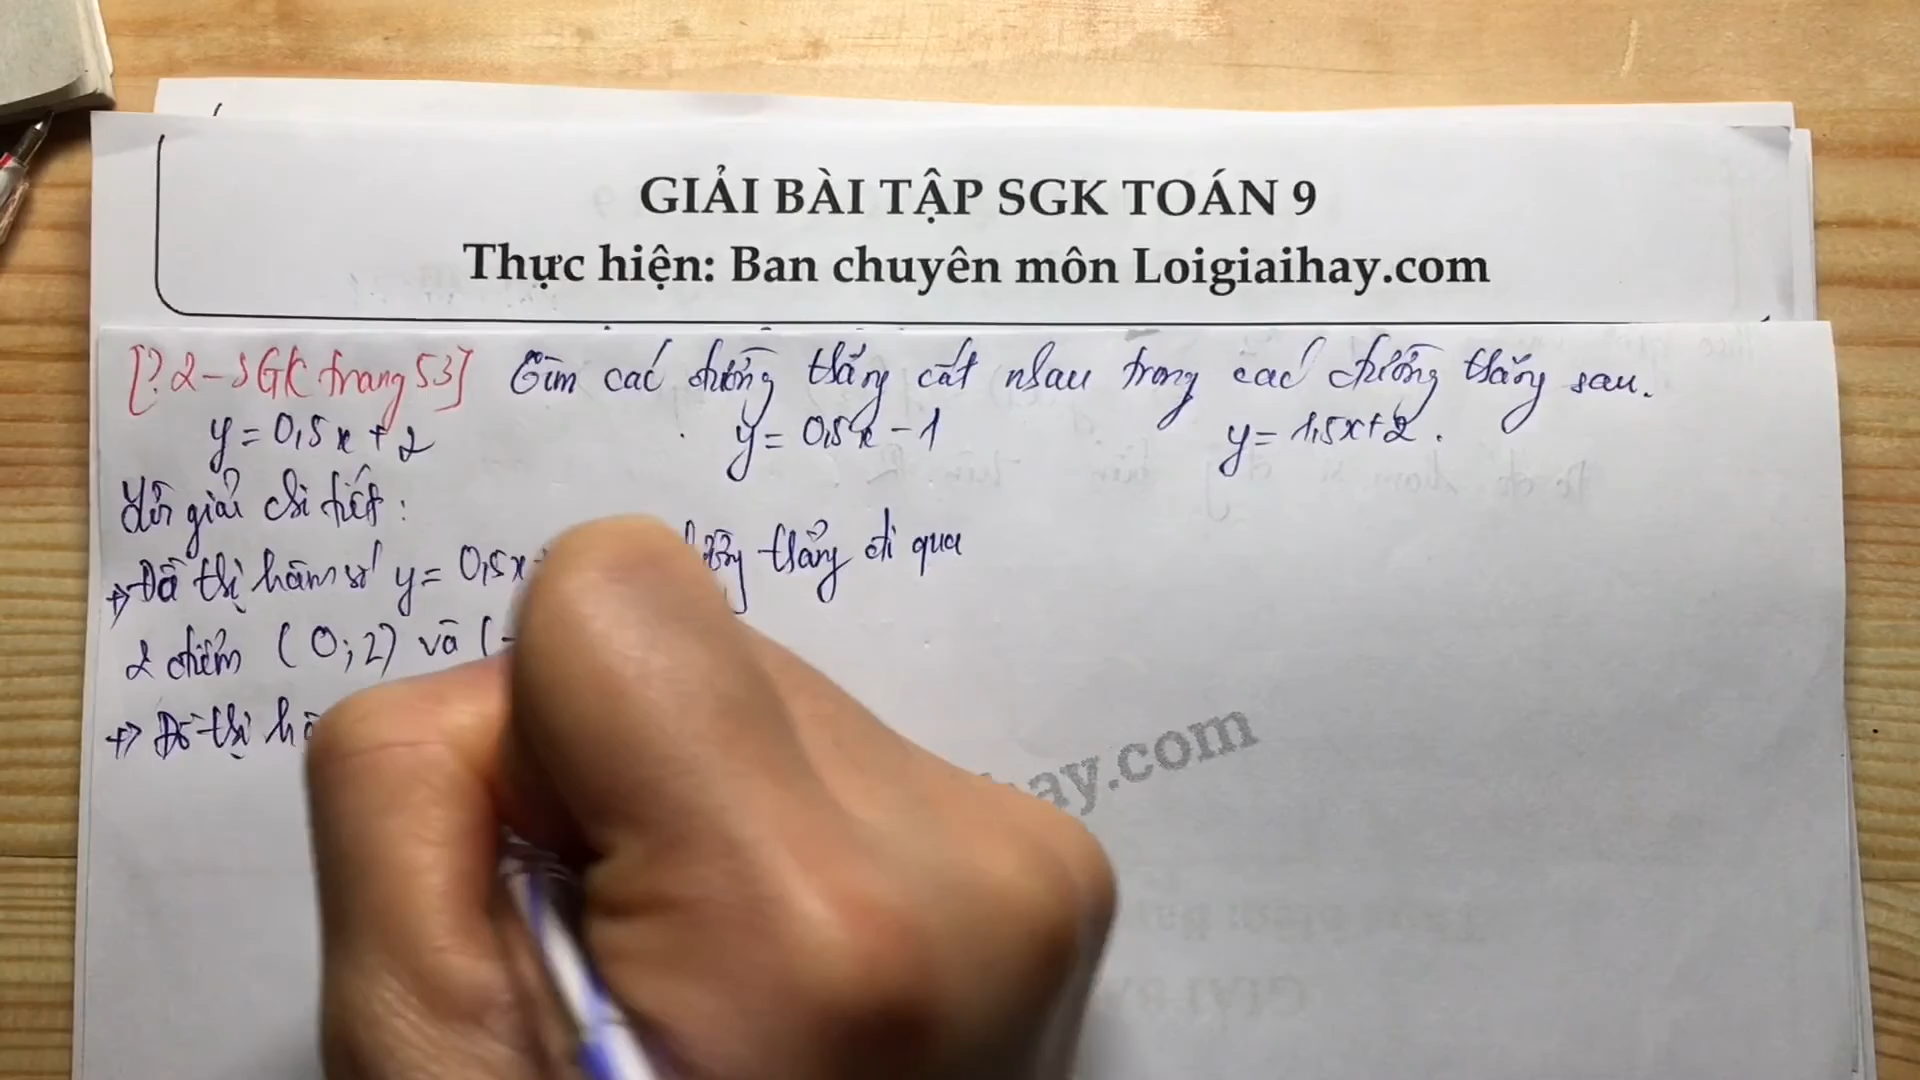 GIẢI BÀI TẬP SGK TOÁN 9
Thực hiện: Ban chuyên môn Loigiaihay.com
[?2-SGK trang 53] Tìm các đường thẳng cắt nhau trong các đường thẳng sau.
y = 0,5x + 2 y = 0,5x - 1 y = 1,5x + 2.
Lời giải chi tiết:
+) Đồ thị hàm số y = 0,5x đường thẳng đi qua
2 điểm (0; 2) và (-
+) Đồ thị hà
hay.com